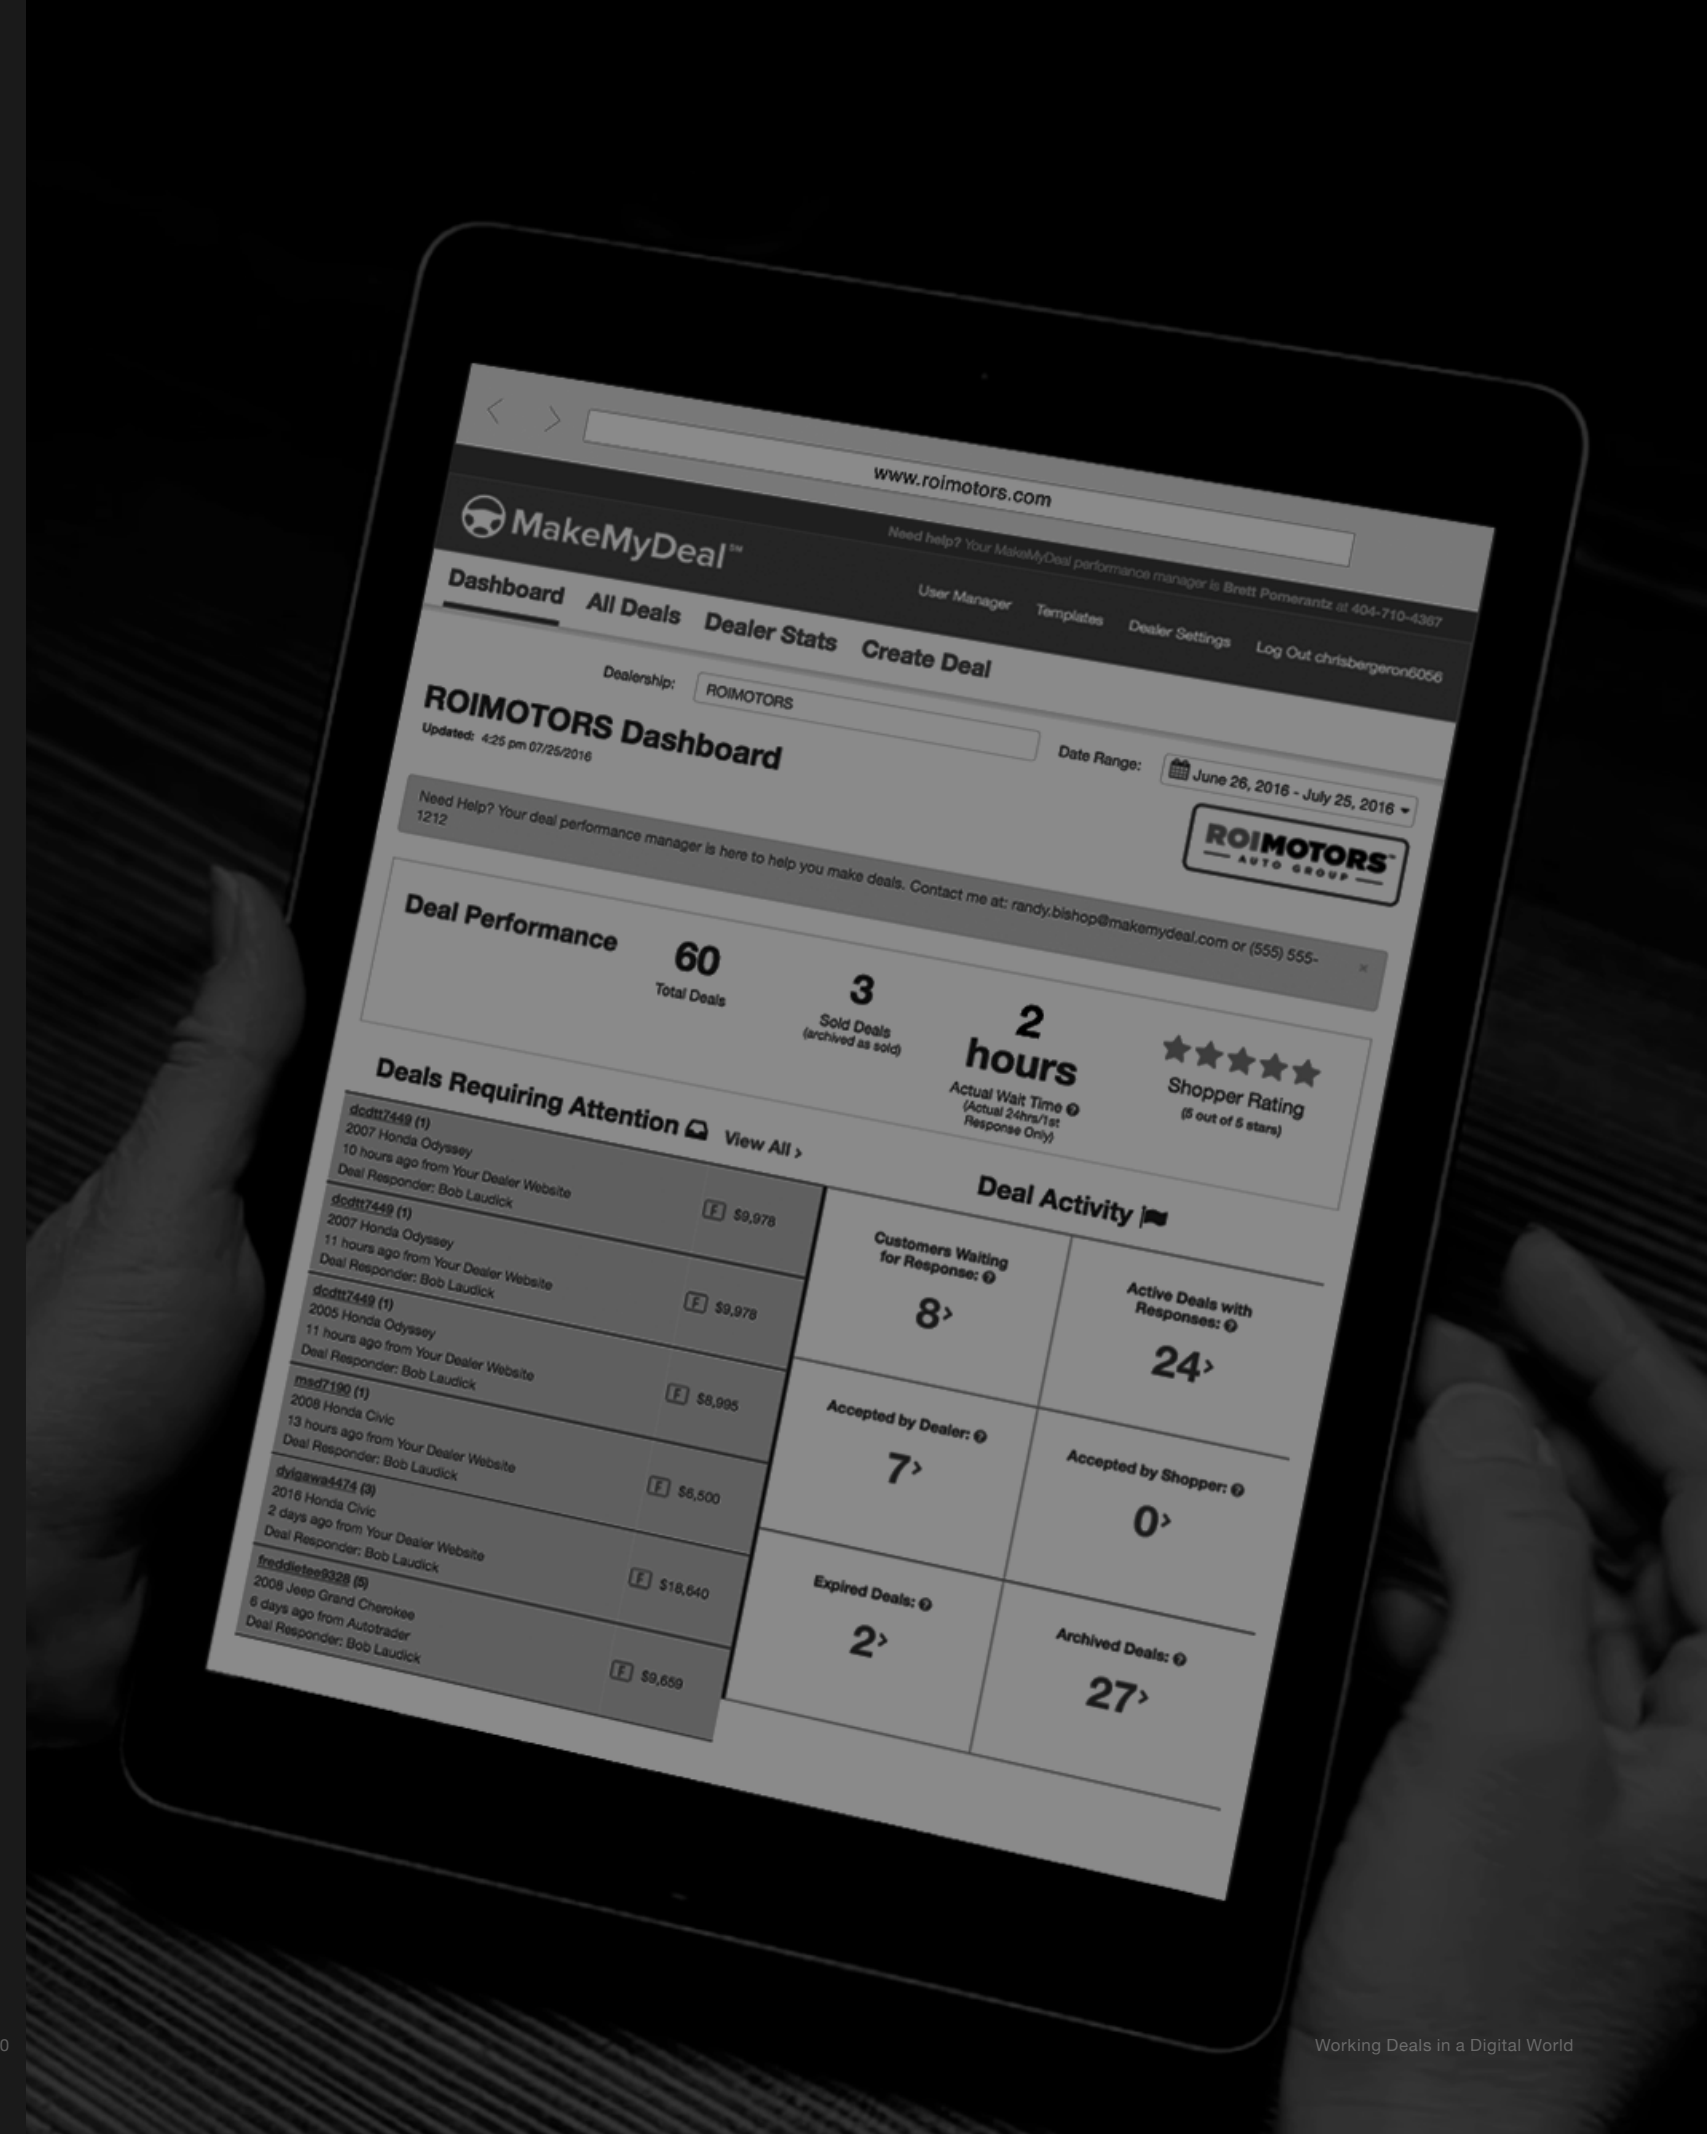 www.roimotors.com
Need help? Your MakeMyDeal performance manager is Brett Pomerantz at 404-710-4367
MakeMyDeal℠
User Manager Templates Dealer Settings Log Out chrisbergeron6056
Dashboard All Deals Dealer Stats Create Deal
Dealership: ROIMOTORS
Date Range: June 26, 2016 - July 25, 2016
ROIMOTORS Dashboard
Updated: 4:25 pm 07/25/2016
ROIMOTORS™
AUTO GROUP
Need Help? Your deal performance manager is here to help you make deals. Contact me at: randy.bishop@makemydeal.com or (555) 555-
1212
×
Deal Performance
60
Total Deals
3
Sold Deals
(archived as sold)
2
hours
Actual Wait Time ?
(Actual 24hrs/1st
Response Only)
Shopper Rating
(5 out of 5 stars)
Deals Requiring Attention View All ›
dcdtt7449 (1)
2007 Honda Odyssey
10 hours ago from Your Dealer Website
Deal Responder: Bob Laudick
F $9,978
dcdtt7449 (1)
2007 Honda Odyssey
11 hours ago from Your Dealer Website
Deal Responder: Bob Laudick
F $9,978
dcdtt7449 (1)
2005 Honda Odyssey
11 hours ago from Your Dealer Website
Deal Responder: Bob Laudick
F $8,995
msd7190 (1)
2008 Honda Civic
13 hours ago from Your Dealer Website
Deal Responder: Bob Laudick
F $6,500
dyigawa4474 (3)
2016 Honda Civic
2 days ago from Your Dealer Website
Deal Responder: Bob Laudick
F $18,640
freddietee9328 (5)
2008 Jeep Grand Cherokee
6 days ago from Autotrader
Deal Responder: Bob Laudick
F $9,659
Deal Activity
Customers Waiting
for Response: ?
8›
Active Deals with
Responses: ?
24›
Accepted by Dealer: ?
7›
Accepted by Shopper: ?
0›
Expired Deals: ?
2›
Archived Deals: ?
27›
0
Working Deals in a Digital World